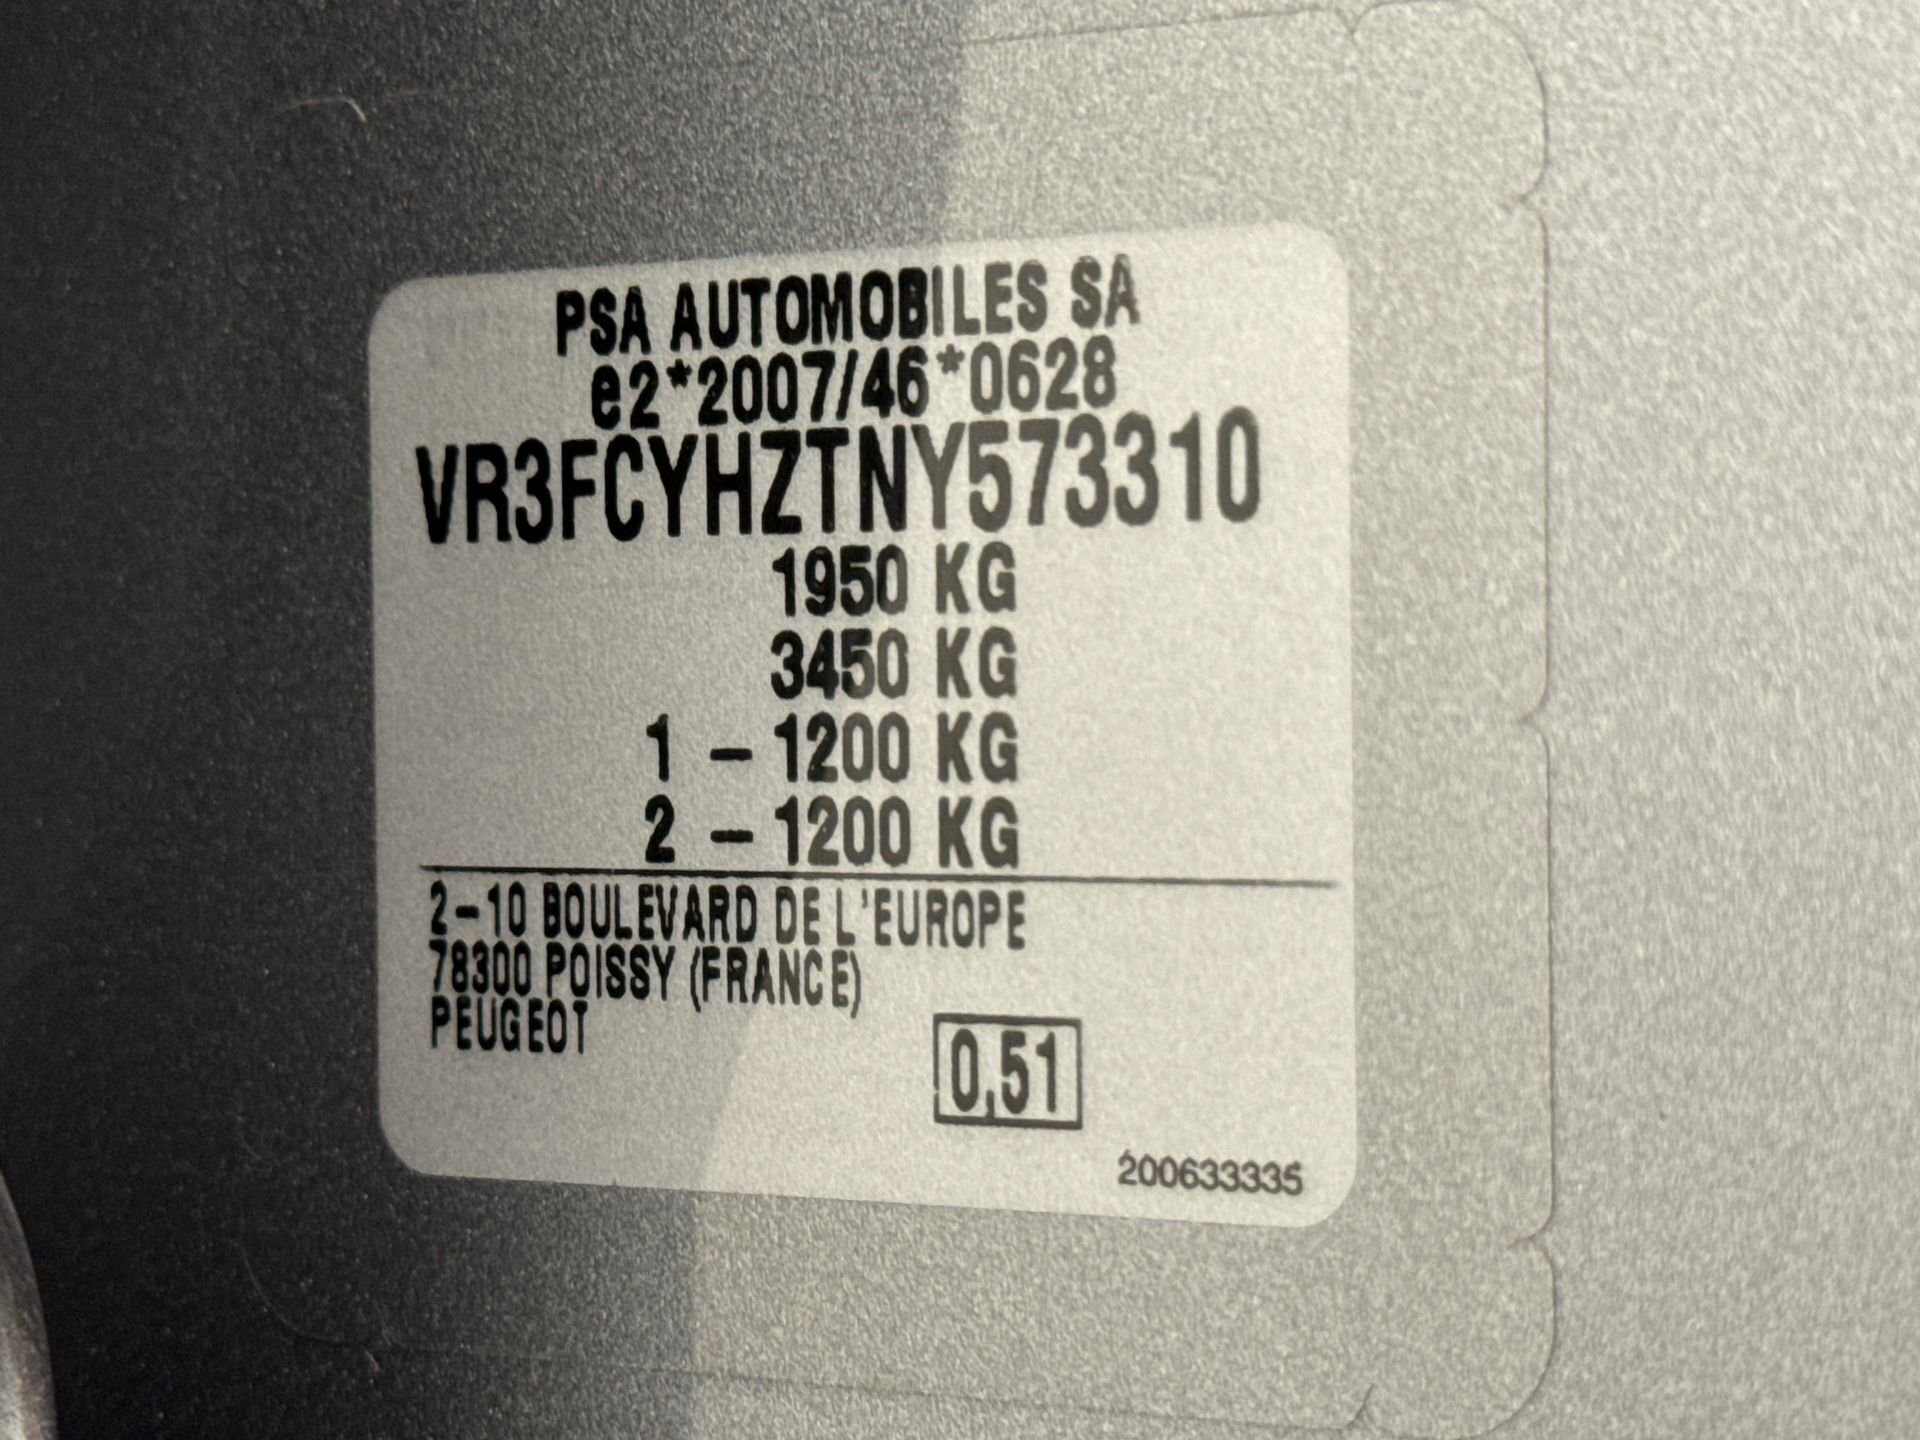 PSA AUTOMOBILES SA
e2*2007/46*0628
VR3FCYHZTNY573310
1950 KG
3450 KG
1 – 1200 KG
2 – 1200 KG
2-10 BOULEVARD DE L'EUROPE
78300 POISSY (FRANCE)
PEUGEOT
0,51
200633335